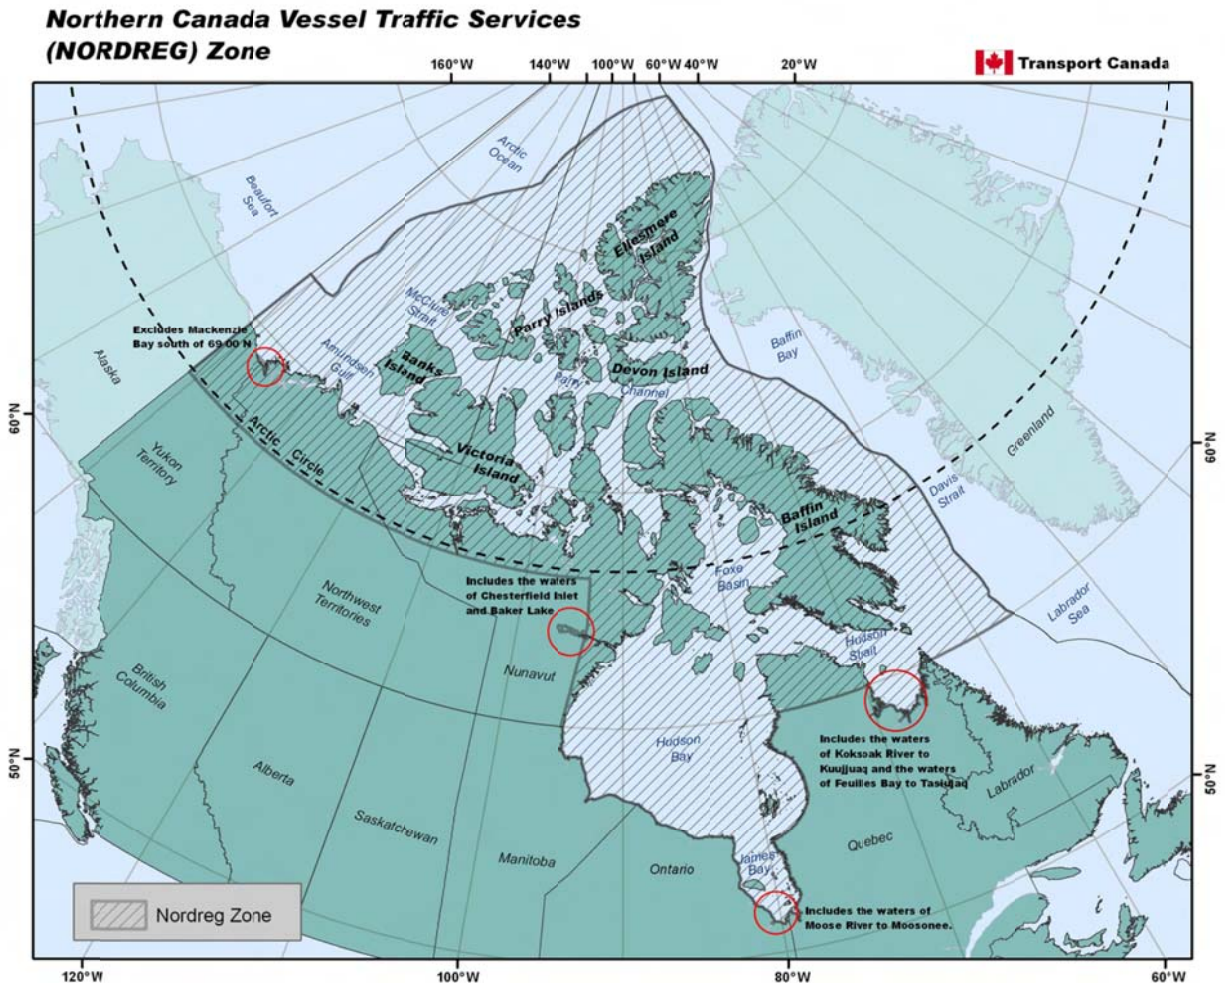 Northern Canada Vessel Traffic Services
(NORDREG) Zone
Transport Canada
160°W
140°W
100°W
60°W
40°W
20°W
Arctic
Ocean
Beaufort
Sea
Ellesmere
Island
McClure
Strait
Parry Islands
Excludes Mackenzie
Bay south of 69 00 N
Alaska
Amundsen
Gulf
Banks
Island
Devon Island
Parry
Channel
Baffin
Bay
60°N
60°N
Greenland
Arctic Circle
Yukon
Territory
Victoria
Island
Davis
Strait
Baffin
Island
Foxe
Basin
Includes the waters
of Chesterfield Inlet
and Baker Lake
Northwest
Territories
Labrador
Sea
Hudson
Strait
Nunavut
British
Columbia
Hudson
Bay
Includes the waters
of Koksoak River to
Kuujjuaq and the waters
of Feuilles Bay to Tasiujaq
50°N
50°N
Alberta
Labrador
Saskatchewan
Manitoba
Ontario
Quebec
James
Bay
Nordreg Zone
Includes the waters of
Moose River to Moosonee.
120°W
100°W
80°W
60°W